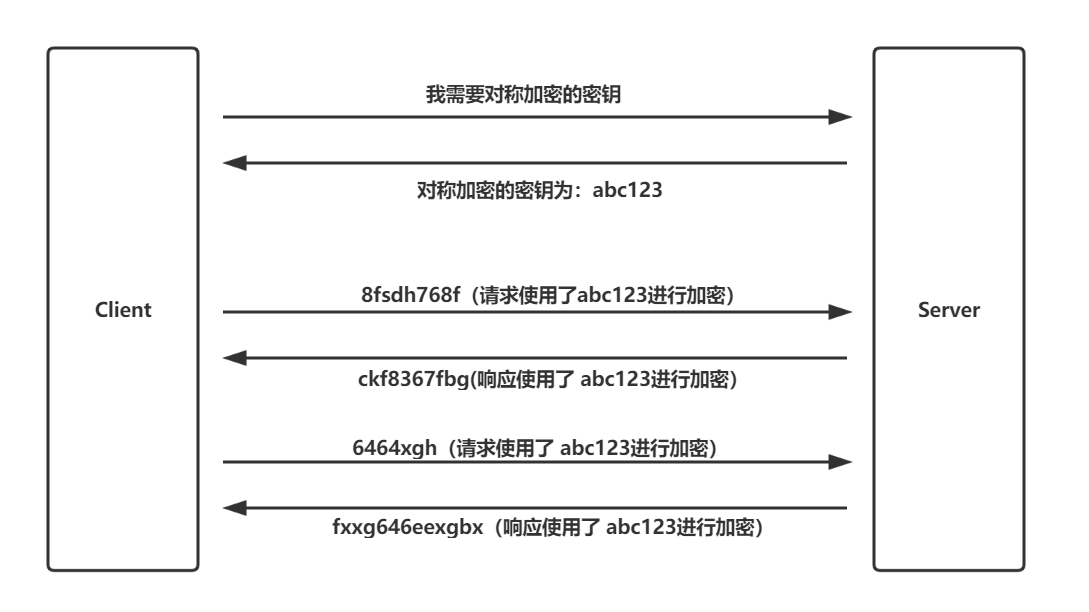 我需要对称加密的密钥
对称加密的密钥为：abc123
Client
8fsdh768f（请求使用了abc123进行加密）
Server
ckf8367fbg(响应使用了 abc123进行加密）
6464xgh（请求使用了 abc123进行加密）
fxxg646eexgbx（响应使用了 abc123进行加密）